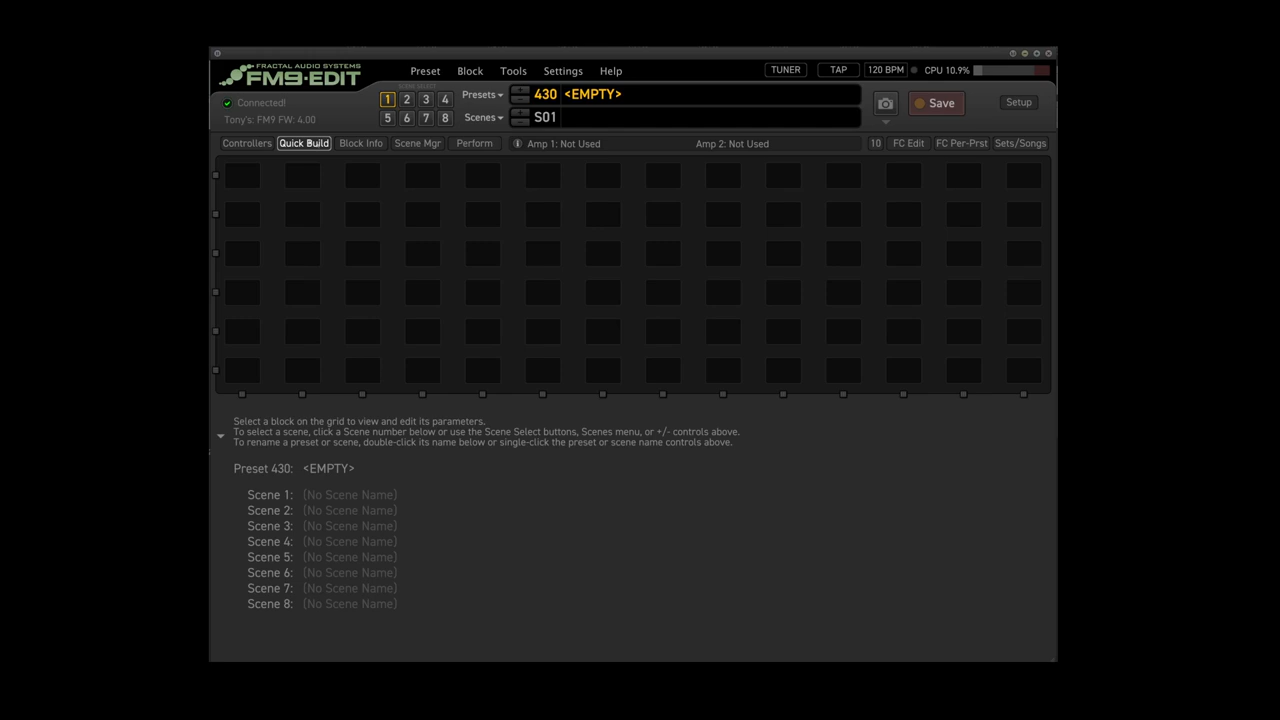 FRACTAL AUDIO SYSTEMS
FM9-EDIT
Preset Block Tools Settings Help
TUNER TAP 120 BPM CPU 10.9%
SCENE SELECT
Connected!
Tony's: FM9 FW: 4.00
1 2 3 4
5 6 7 8
Presets 430 <EMPTY>
Scenes S01
Save
Setup
Controllers Quick Build Block Info Scene Mgr Perform Amp 1: Not Used Amp 2: Not Used 10 FC Edit FC Per-Prst Sets/Songs
Select a block on the grid to view and edit its parameters.
To select a scene, click a Scene number below or use the Scene Select buttons, Scenes menu, or +/- controls above.
To rename a preset or scene, double-click its name below or single-click the preset or scene name controls above.
Preset 430: <EMPTY>
Scene 1: (No Scene Name)
Scene 2: (No Scene Name)
Scene 3: (No Scene Name)
Scene 4: (No Scene Name)
Scene 5: (No Scene Name)
Scene 6: (No Scene Name)
Scene 7: (No Scene Name)
Scene 8: (No Scene Name)